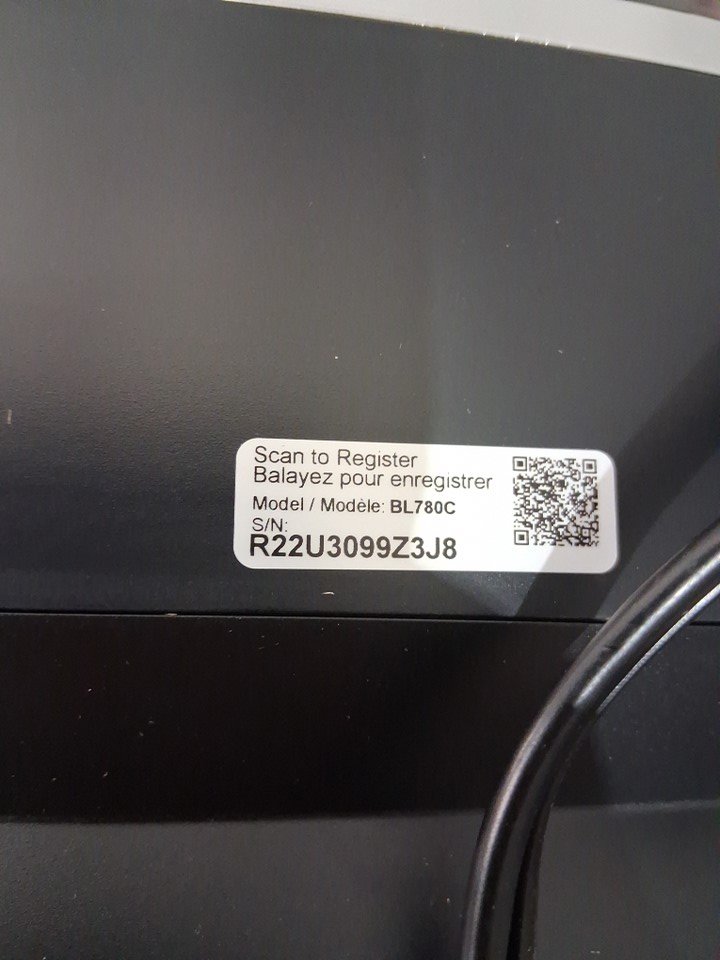 Scan to Register
Balayez pour enregistrer
Model / Modèle: BL780C
S/N:
R22U3099Z3J8